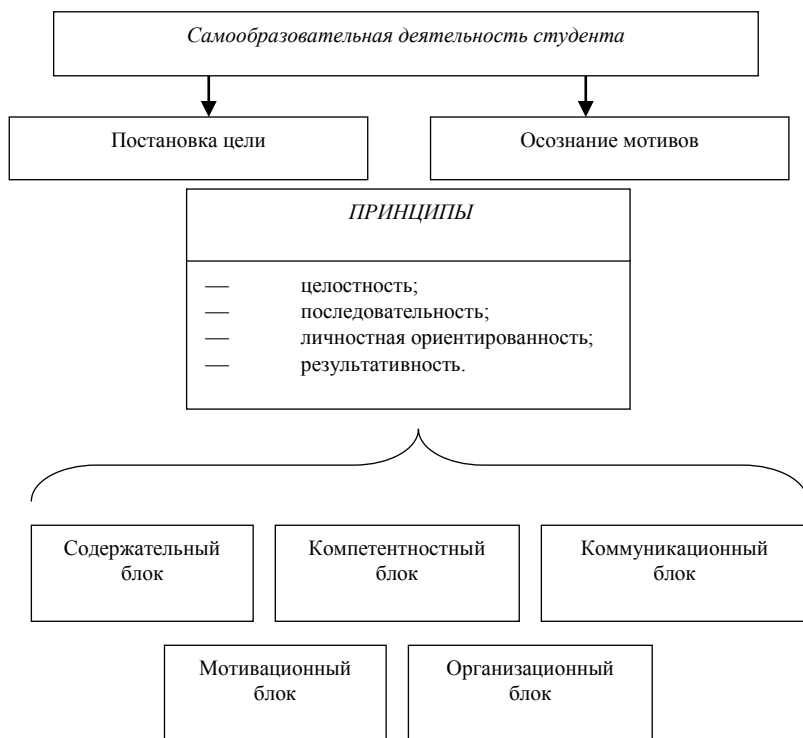 Самообразовательная деятельность студента
Постановка цели
Осознание мотивов
ПРИНЦИПЫ
— целостность;
— последовательность;
— личностная ориентированность;
— результативность.
Содержательный
блок
Компетентностный
блок
Коммуникационный
блок
Мотивационный
блок
Организационный
блок